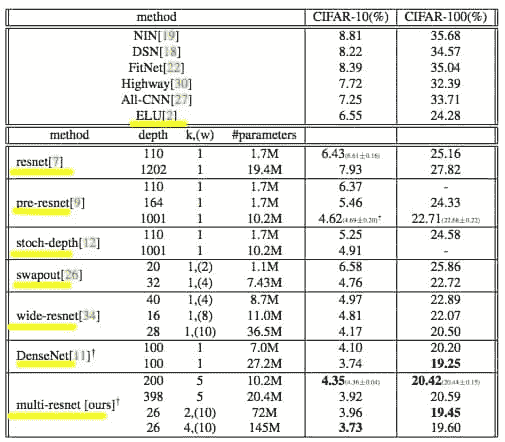 method CIFAR-10(%) CIFAR-100(%)
NIN[19] 8.81 35.68
DSN[18] 8.22 34.57
FitNet[22] 8.39 35.04
Highway[30] 7.72 32.39
All-CNN[27] 7.25 33.71
ELU[2] 6.55 24.28
method depth k,(w) #parameters
resnet[7] 110 1 1.7M 6.43(6.61±0.16) 25.16
1202 1 19.4M 7.93 27.82
pre-resnet[9] 110 1 1.7M 6.37 -
164 1 1.7M 5.46 24.33
1001 1 10.2M 4.62(4.69±0.20)* 22.71(22.68±0.22)
stoch-depth[12] 110 1 1.7M 5.25 24.58
1001 1 10.2M 4.91 -
swapout[26] 20 1,(2) 1.1M 6.58 25.86
32 1,(4) 7.43M 4.76 22.72
wide-resnet[34] 40 1,(4) 8.7M 4.97 22.89
16 1,(8) 11.0M 4.81 22.07
28 1,(10) 36.5M 4.17 20.50
DenseNet[11]† 100 1 7.0M 4.10 20.20
100 1 27.2M 3.74 19.25
multi-resnet [ours]† 200 5 10.2M 4.35(4.36±0.04) 20.42(20.44±0.15)
398 5 20.4M 3.92 20.59
26 2,(10) 72M 3.96 19.45
26 4,(10) 145M 3.73 19.60